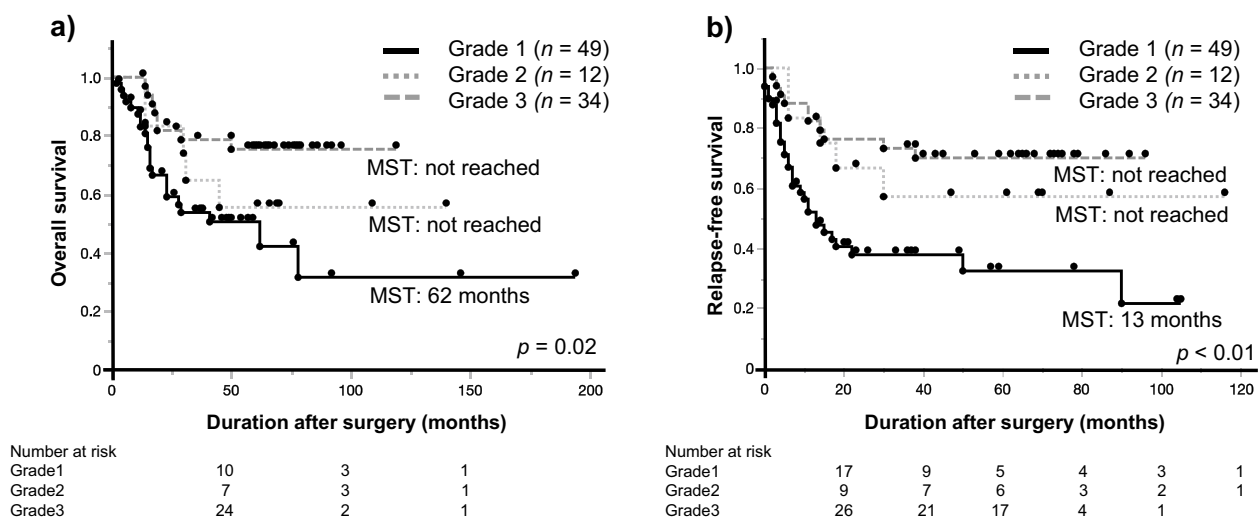 a)
Grade 1 (n = 49)
Grade 2 (n = 12)
Grade 3 (n = 34)
1.0
0.8
0.6
0.4
0.2
0
Overall survival
MST: not reached
MST: not reached
MST: 62 months
p = 0.02
0 50 100 150 200
Duration after surgery (months)
Number at risk
Grade1 10 3 1
Grade2 7 3 1
Grade3 24 2 1
b)
Grade 1 (n = 49)
Grade 2 (n = 12)
Grade 3 (n = 34)
1.0
0.8
0.6
0.4
0.2
0
Relapse-free survival
MST: not reached
MST: not reached
MST: 13 months
p < 0.01
0 20 40 60 80 100 120
Duration after surgery (months)
Number at risk
Grade1 17 9 5 4 3 1
Grade2 9 7 6 3 2 1
Grade3 26 21 17 4 1